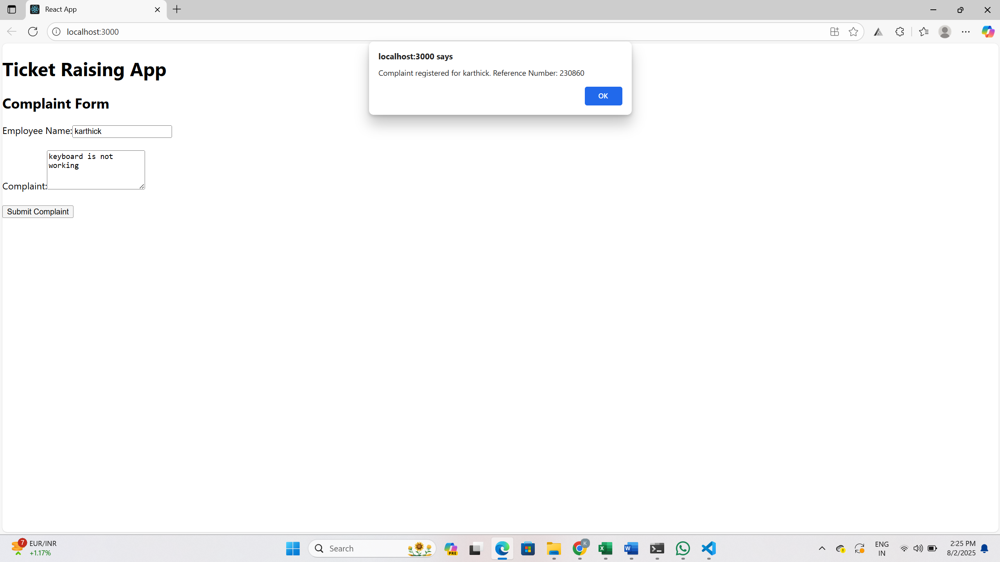 React App
localhost:3000
localhost:3000 says
Complaint registered for karthick. Reference Number: 230860
OK
Ticket Raising App
Complaint Form
Employee Name: karthick
keyboard is not
working
Complaint:
Submit Complaint
7
EUR/INR
+1.17%
Search
PRE
K
X
W
ENG
IN
2:25 PM
8/2/2025